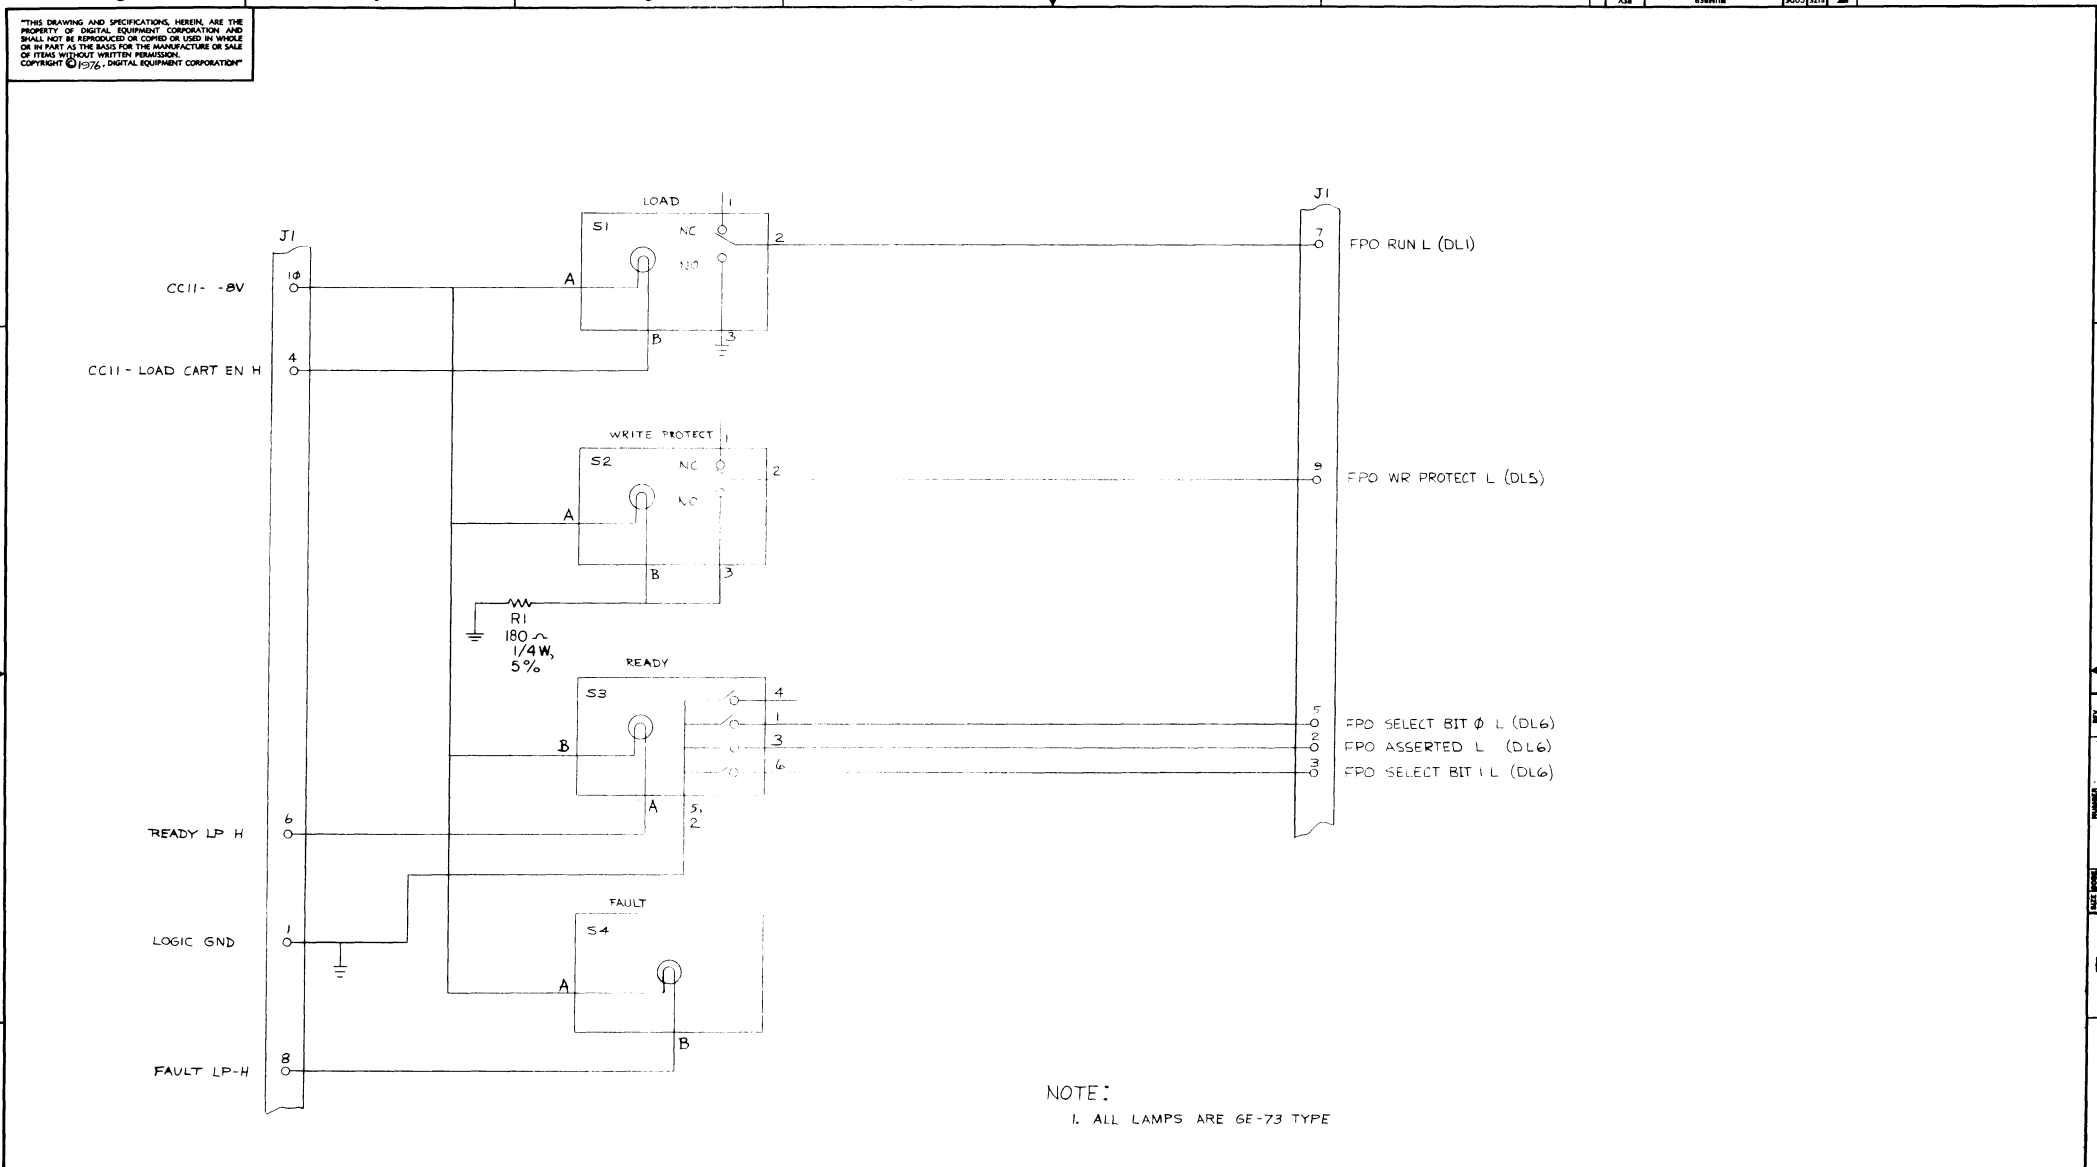 "THIS DRAWING AND SPECIFICATIONS, HEREIN, ARE THE
PROPERTY OF DIGITAL EQUIPMENT CORPORATION AND
SHALL NOT BE REPRODUCED OR COPIED OR USED IN WHOLE
OR IN PART AS THE BASIS FOR THE MANUFACTURE OR SALE
OF ITEMS WITHOUT WRITTEN PERMISSION.
COPYRIGHT © 1976, DIGITAL EQUIPMENT CORPORATION"
NUMBER
REV
SIZE CODE
J1
10
CC11- -8V
4
CC11- LOAD CART EN H
6
READY LP H
1
LOGIC GND
8
FAULT LP-H
LOAD
1
S1
NC
2
NO
A
B
3
WRITE PROTECT
1
S2
NC
2
NO
A
B
3
R1
180 Ω
1/4W,
5%
READY
S3
4
1
3
6
B
A
5,
2
FAULT
S4
A
B
J1
7
FPO RUN L (DL1)
9
FPO WR PROTECT L (DL5)
5
FPO SELECT BIT Ø L (DL6)
2
FPO ASSERTED L (DL6)
3
FPO SELECT BIT 1 L (DL6)
NOTE:
1. ALL LAMPS ARE GE-73 TYPE